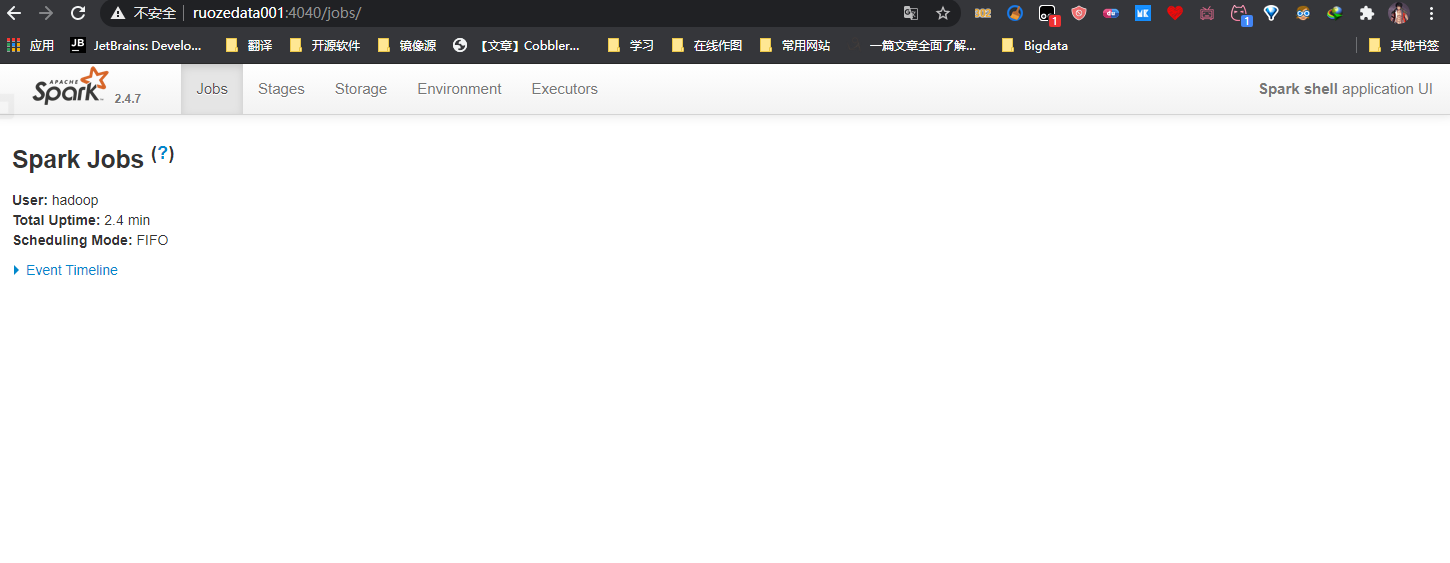 不安全 ruozedata001:4040/jobs/
1 1
应用 JetBrains: Develo... 翻译 开源软件 镜像源 【文章】Cobbler... 学习 在线作图 常用网站 一篇文章全面了解... Bigdata 其他书签
APACHE Spark 2.4.7 Jobs Stages Storage Environment Executors Spark shell application UI
Spark Jobs (?)
User: hadoop
Total Uptime: 2.4 min
Scheduling Mode: FIFO
Event Timeline